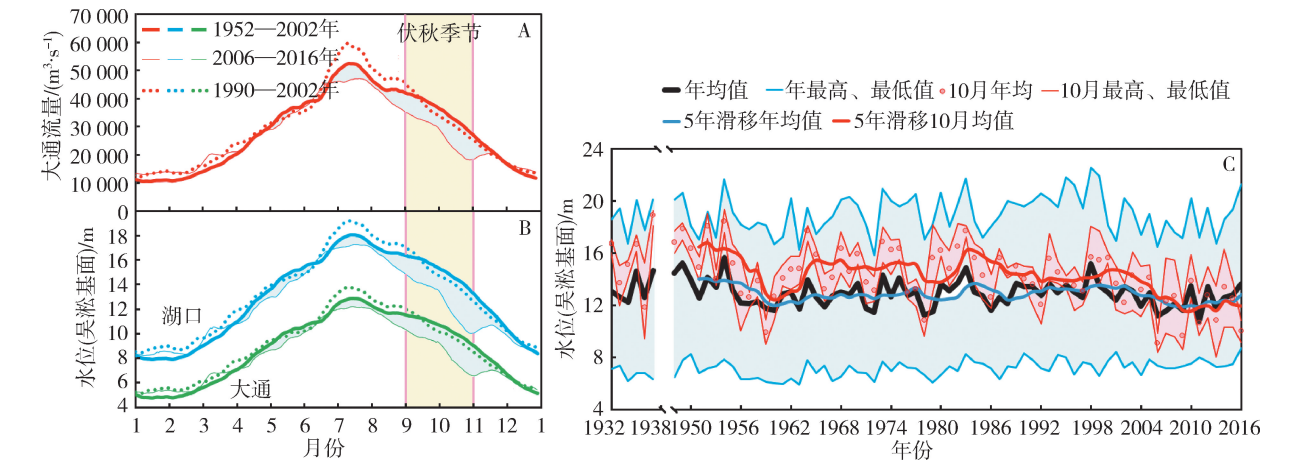 70 000
60 000
50 000
40 000
30 000
20 000
10 000
0
大通流量/(m³·s⁻¹)
1952—2002年
2006—2016年
1990—2002年
伏秋季节
A
18
16
14
12
10
8
6
4
水位(吴淞基面)/m
B
湖口
大通
1 2 3 4 5 6 7 8 9 10 11 12 1
月份
年均值 年最高、最低值 10月年均 10月最高、最低值
5年滑移年均值 5年滑移10月均值
24
20
16
12
8
4
水位(吴淞基面)/m
C
1932 1938 1950 1956 1962 1968 1974 1980 1986 1992 1998 2004 2010 2016
年份